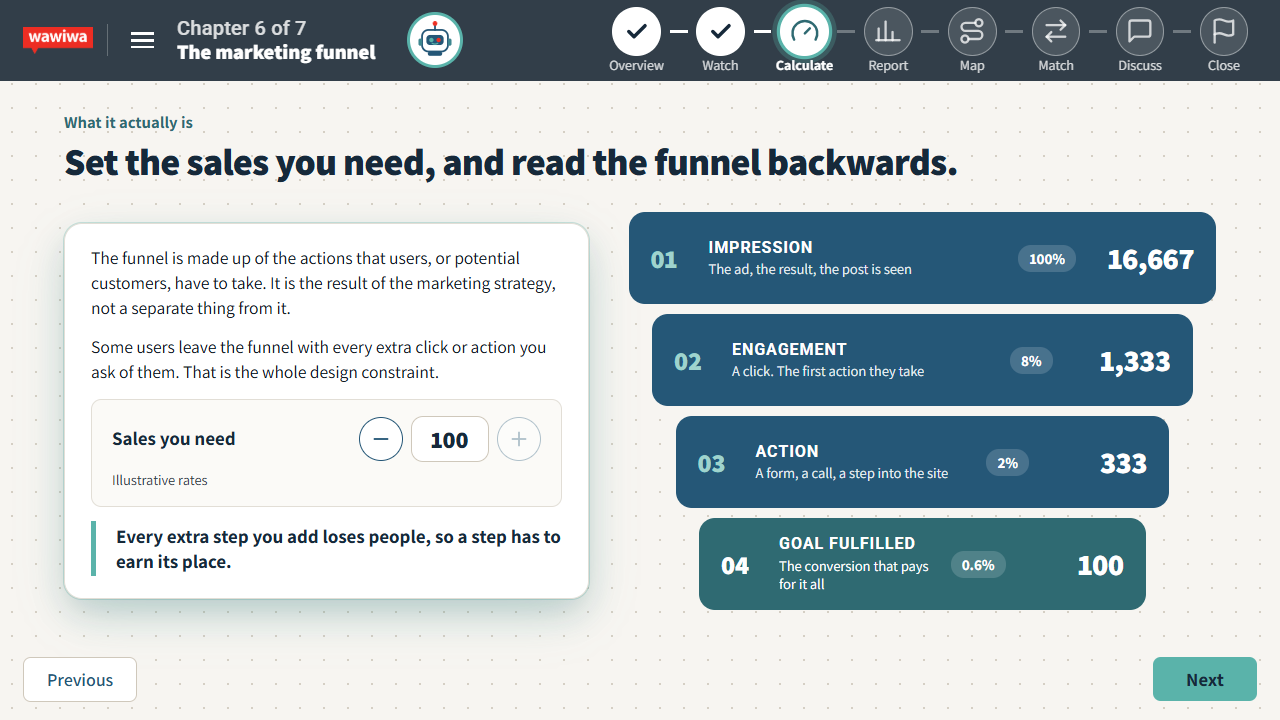 wawiwa
Chapter 6 of 7
The marketing funnel
Overview
Watch
Calculate
Report
Map
Match
Discuss
Close
What it actually is
Set the sales you need, and read the funnel backwards.
The funnel is made up of the actions that users, or potential
customers, have to take. It is the result of the marketing strategy,
not a separate thing from it.
Some users leave the funnel with every extra click or action you
ask of them. That is the whole design constraint.
Sales you need
100
Illustrative rates
Every extra step you add loses people, so a step has to
earn its place.
01
IMPRESSION
The ad, the result, the post is seen
100%
16,667
02
ENGAGEMENT
A click. The first action they take
8%
1,333
03
ACTION
A form, a call, a step into the site
2%
333
04
GOAL FULFILLED
The conversion that pays
for it all
0.6%
100
Previous
Next